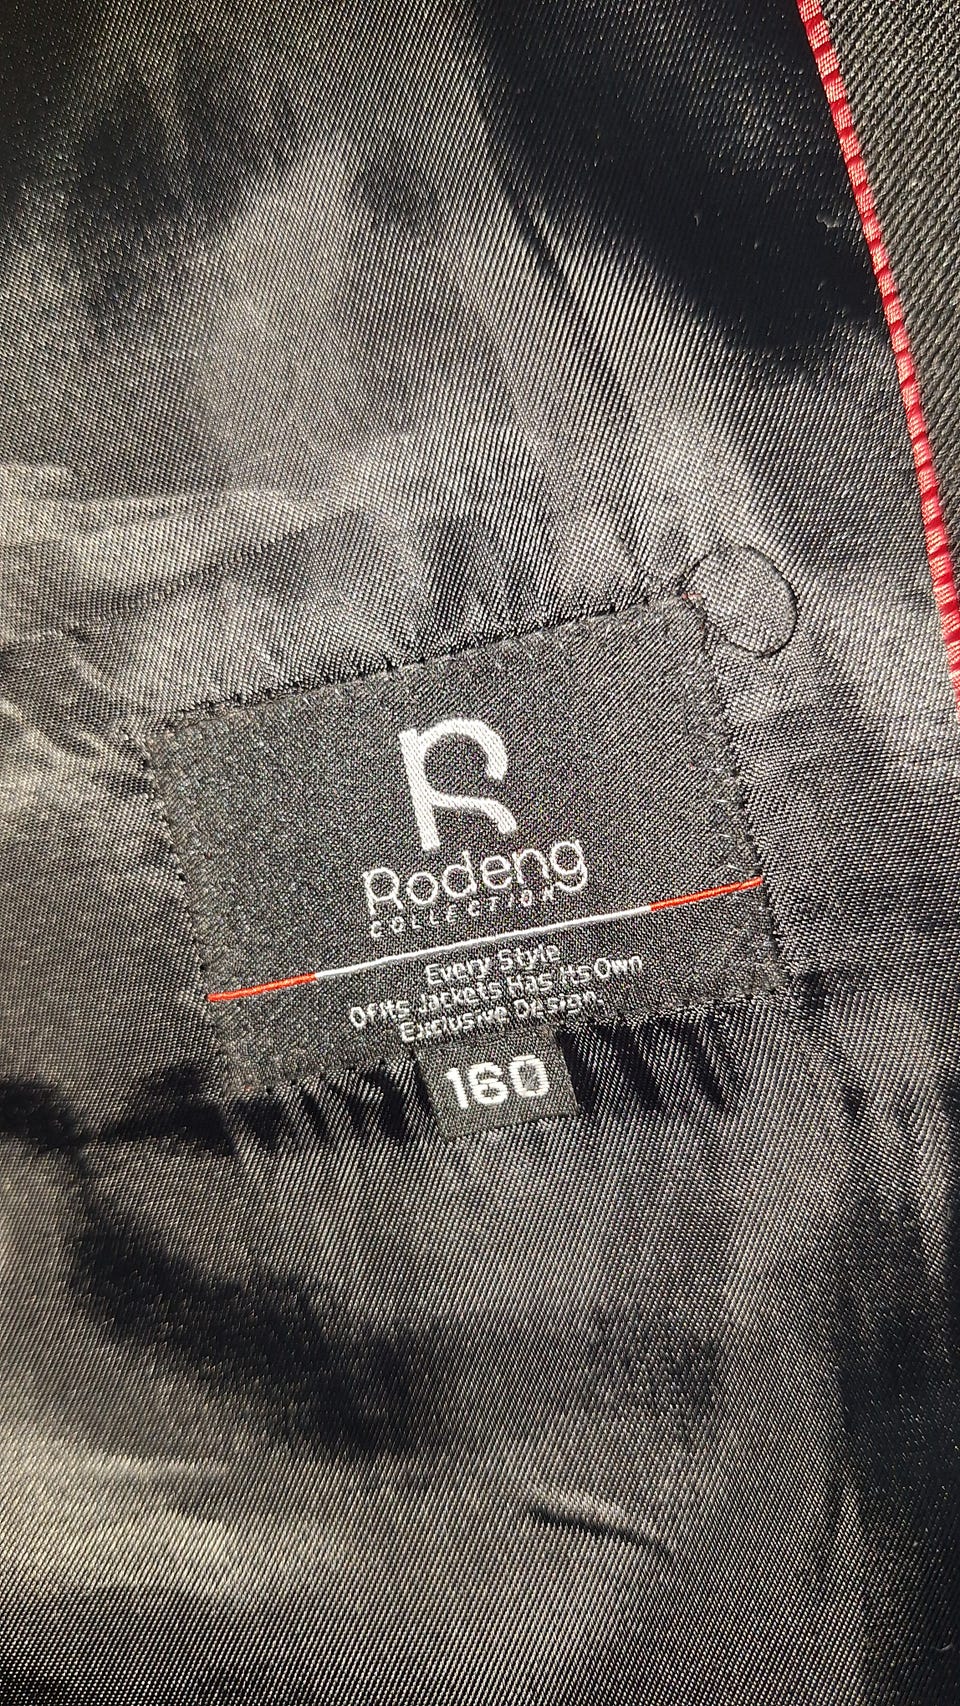 R
Rodeng
COLLECTION
Every Style
Of Its Jackets Has Its Own
Exclusive Design.
160